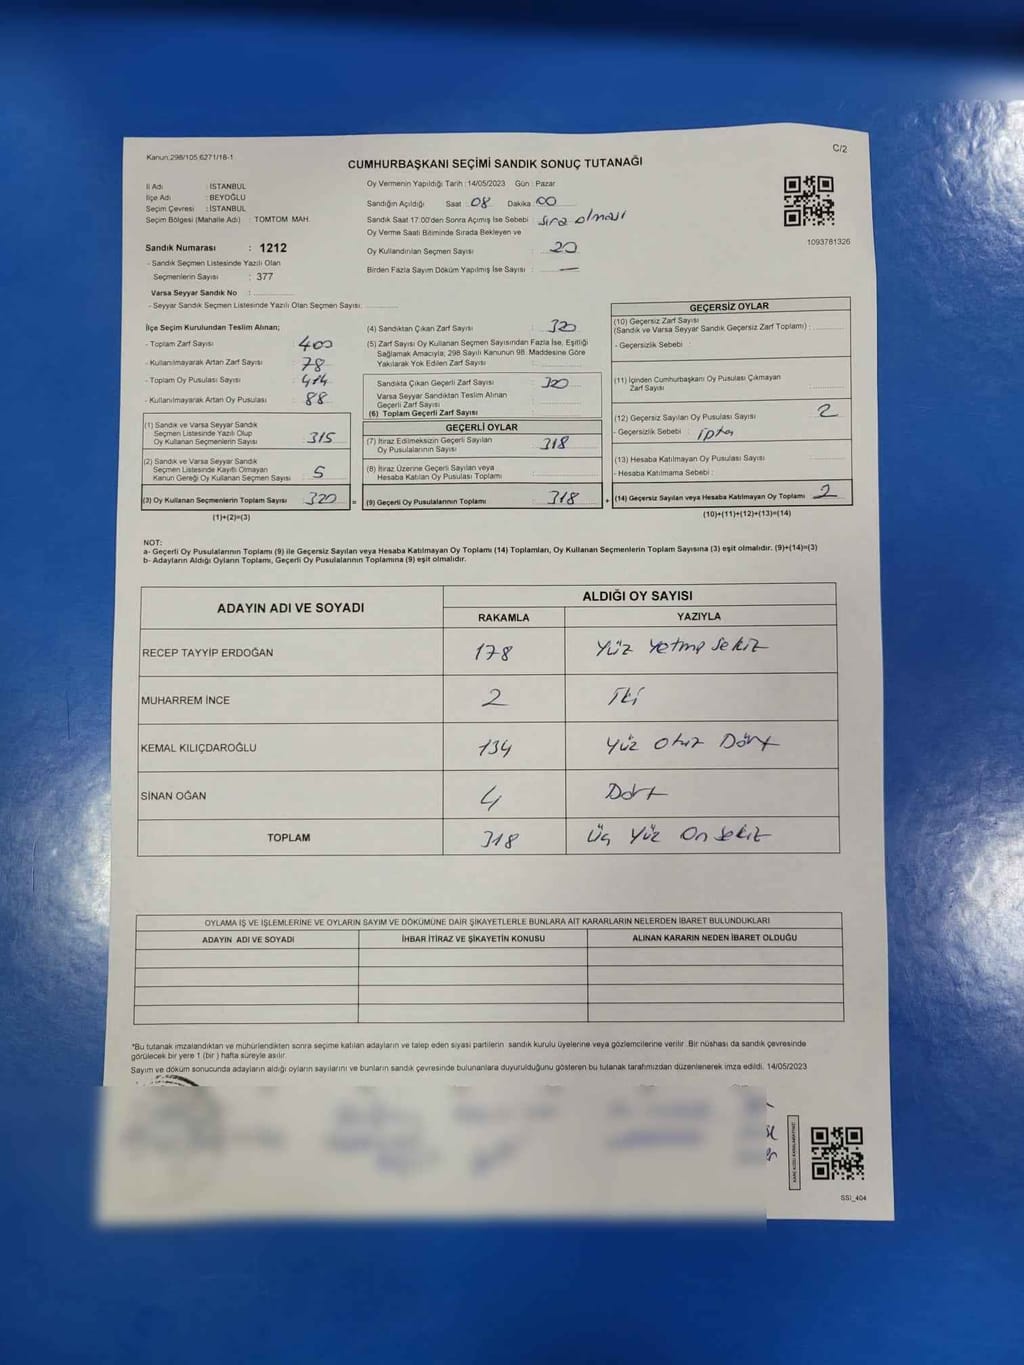 Kanun:298/105,6271/18-1
C/2
CUMHURBAŞKANI SEÇİMİ SANDIK SONUÇ TUTANAĞI
İl Adı : İSTANBUL
İlçe Adı : BEYOĞLU
Seçim Çevresi : İSTANBUL
Seçim Bölgesi (Mahalle Adı) : TOMTOM MAH.
Sandık Numarası : 1212
- Sandık Seçmen Listesinde Yazılı Olan
Seçmenlerin Sayısı : 377
Varsa Seyyar Sandık No :
- Seyyar Sandık Seçmen Listesinde Yazılı Olan Seçmen Sayısı:
Oy Vermenin Yapıldığı Tarih :14/05/2023 Gün : Pazar
Sandığın Açıldığı Saat : 08 Dakika 00
Sandık Saat 17:00'den Sonra Açımış İse Sebebi : sıra olması
Oy Verme Saati Bitiminde Sırada Bekleyen ve
Oy Kullandırılan Seçmen Sayısı : 20
Birden Fazla Sayım Döküm Yapılmış İse Sayısı : —
1093781326
İlçe Seçim Kurulundan Teslim Alınan;
- Toplam Zarf Sayısı : 400
- Kullanılmayarak Artan Zarf Sayısı : 78
- Toplam Oy Pusulası Sayısı : 414
- Kullanılmayarak Artan Oy Pusulası : 88
(1) Sandık ve Varsa Seyyar Sandık
Seçmen Listesinde Yazılı Olup
Oy Kullanan Seçmenlerin Sayısı : 315
(2) Sandık ve Varsa Seyyar Sandık
Seçmen Listesinde Kayıtlı Olmayan
Kanun Gereği Oy Kullanan Seçmen Sayısı : 5
(3) Oy Kullanan Seçmenlerin Toplam Sayısı : 320 =
(1)+(2)=(3)
(4) Sandıktan Çıkan Zarf Sayısı : 320
(5) Zarf Sayısı Oy Kullanan Seçmen Sayısından Fazla İse, Eşitliği
Sağlamak Amacıyla; 298 Sayılı Kanunun 98. Maddesine Göre
Yakılarak Yok Edilen Zarf Sayısı :
Sandıkta Çıkan Geçerli Zarf Sayısı : 320
Varsa Seyyar Sandıktan Teslim Alınan
Geçerli Zarf Sayısı :
(6) Toplam Geçerli Zarf Sayısı :
GEÇERLİ OYLAR
(7) İtiraz Edilmeksizin Geçerli Sayılan
Oy Pusulasının Sayısı : 318
(8) İtiraz Üzerine Geçerli Sayılan veya
Hesaba Katılan Oy Pusulası Toplamı :
(9) Geçerli Oy Pusulalarının Toplamı : 318 +
GEÇERSİZ OYLAR
(10) Geçersiz Zarf Sayısı
(Sandık ve Varsa Seyyar Sandık Geçersiz Zarf Toplamı) :
- Geçersizlik Sebebi :
(11) İçinden Cumhurbaşkanı Oy Pusulası Çıkmayan
Zarf Sayısı :
(12) Geçersiz Sayılan Oy Pusulası Sayısı : 2
- Geçersizlik Sebebi :
(13) Hesaba Katılmayan Oy Pusulası Sayısı :
- Hesaba Katılmama Sebebi :
(14) Geçersiz Sayılan veya Hesaba Katılmayan Oy Toplamı : 2
(10)+(11)+(12)+(13)=(14)
NOT:
a- Geçerli Oy Pusulalarının Toplamı (9) ile Geçersiz Sayılan veya Hesaba Katılmayan Oy Toplamı (14) Toplamları, Oy Kullanan Seçmenlerin Toplam Sayısına (3) eşit olmalıdır. (9)+(14)=(3)
b- Adayların Aldığı Oyların Toplamı, Geçerli Oy Pusulalarının Toplamına (9) eşit olmalıdır.
ADAYIN ADI VE SOYADI
ALDIĞI OY SAYISI
RAKAMLA YAZIYLA
RECEP TAYYİP ERDOĞAN 178 Yüz Yetmiş Sekiz
MUHARREM İNCE 2 İki
KEMAL KILIÇDAROĞLU 134 Yüz Otuz Dört
SİNAN OĞAN 4 Dört
TOPLAM 318 Üç Yüz On Sekiz
OYLAMA İŞ VE İŞLEMLERİNE VE OYLARIN SAYIM VE DÖKÜMÜNE DAİR ŞİKAYETLERLE BUNLARA AİT KARARLARIN NELERDEN İBARET BULUNDUKLARI
ADAYIN ADI VE SOYADI İHBAR İTİRAZ VE ŞİKAYETİN KONUSU ALINAN KARARIN NEDEN İBARET OLDUĞU
*Bu tutanak imzalandıktan ve mühürlendikten sonra seçime katılan adayların ve talep eden siyasi partilerin sandık kurulu üyelerine veya gözlemcilerine verilir. Bir nüshası da sandık çevresinde
görülecek bir yere 1 (bir ) hafta süreyle asılır.
Sayım ve döküm sonucunda adayların aldığı oyların sayılarını ve bunların sandık çevresinde bulunanlara duyurulduğunu gösteren bu tutanak tarafımızdan düzenlenerek imza edildi. 14/05/2023
SSI_404